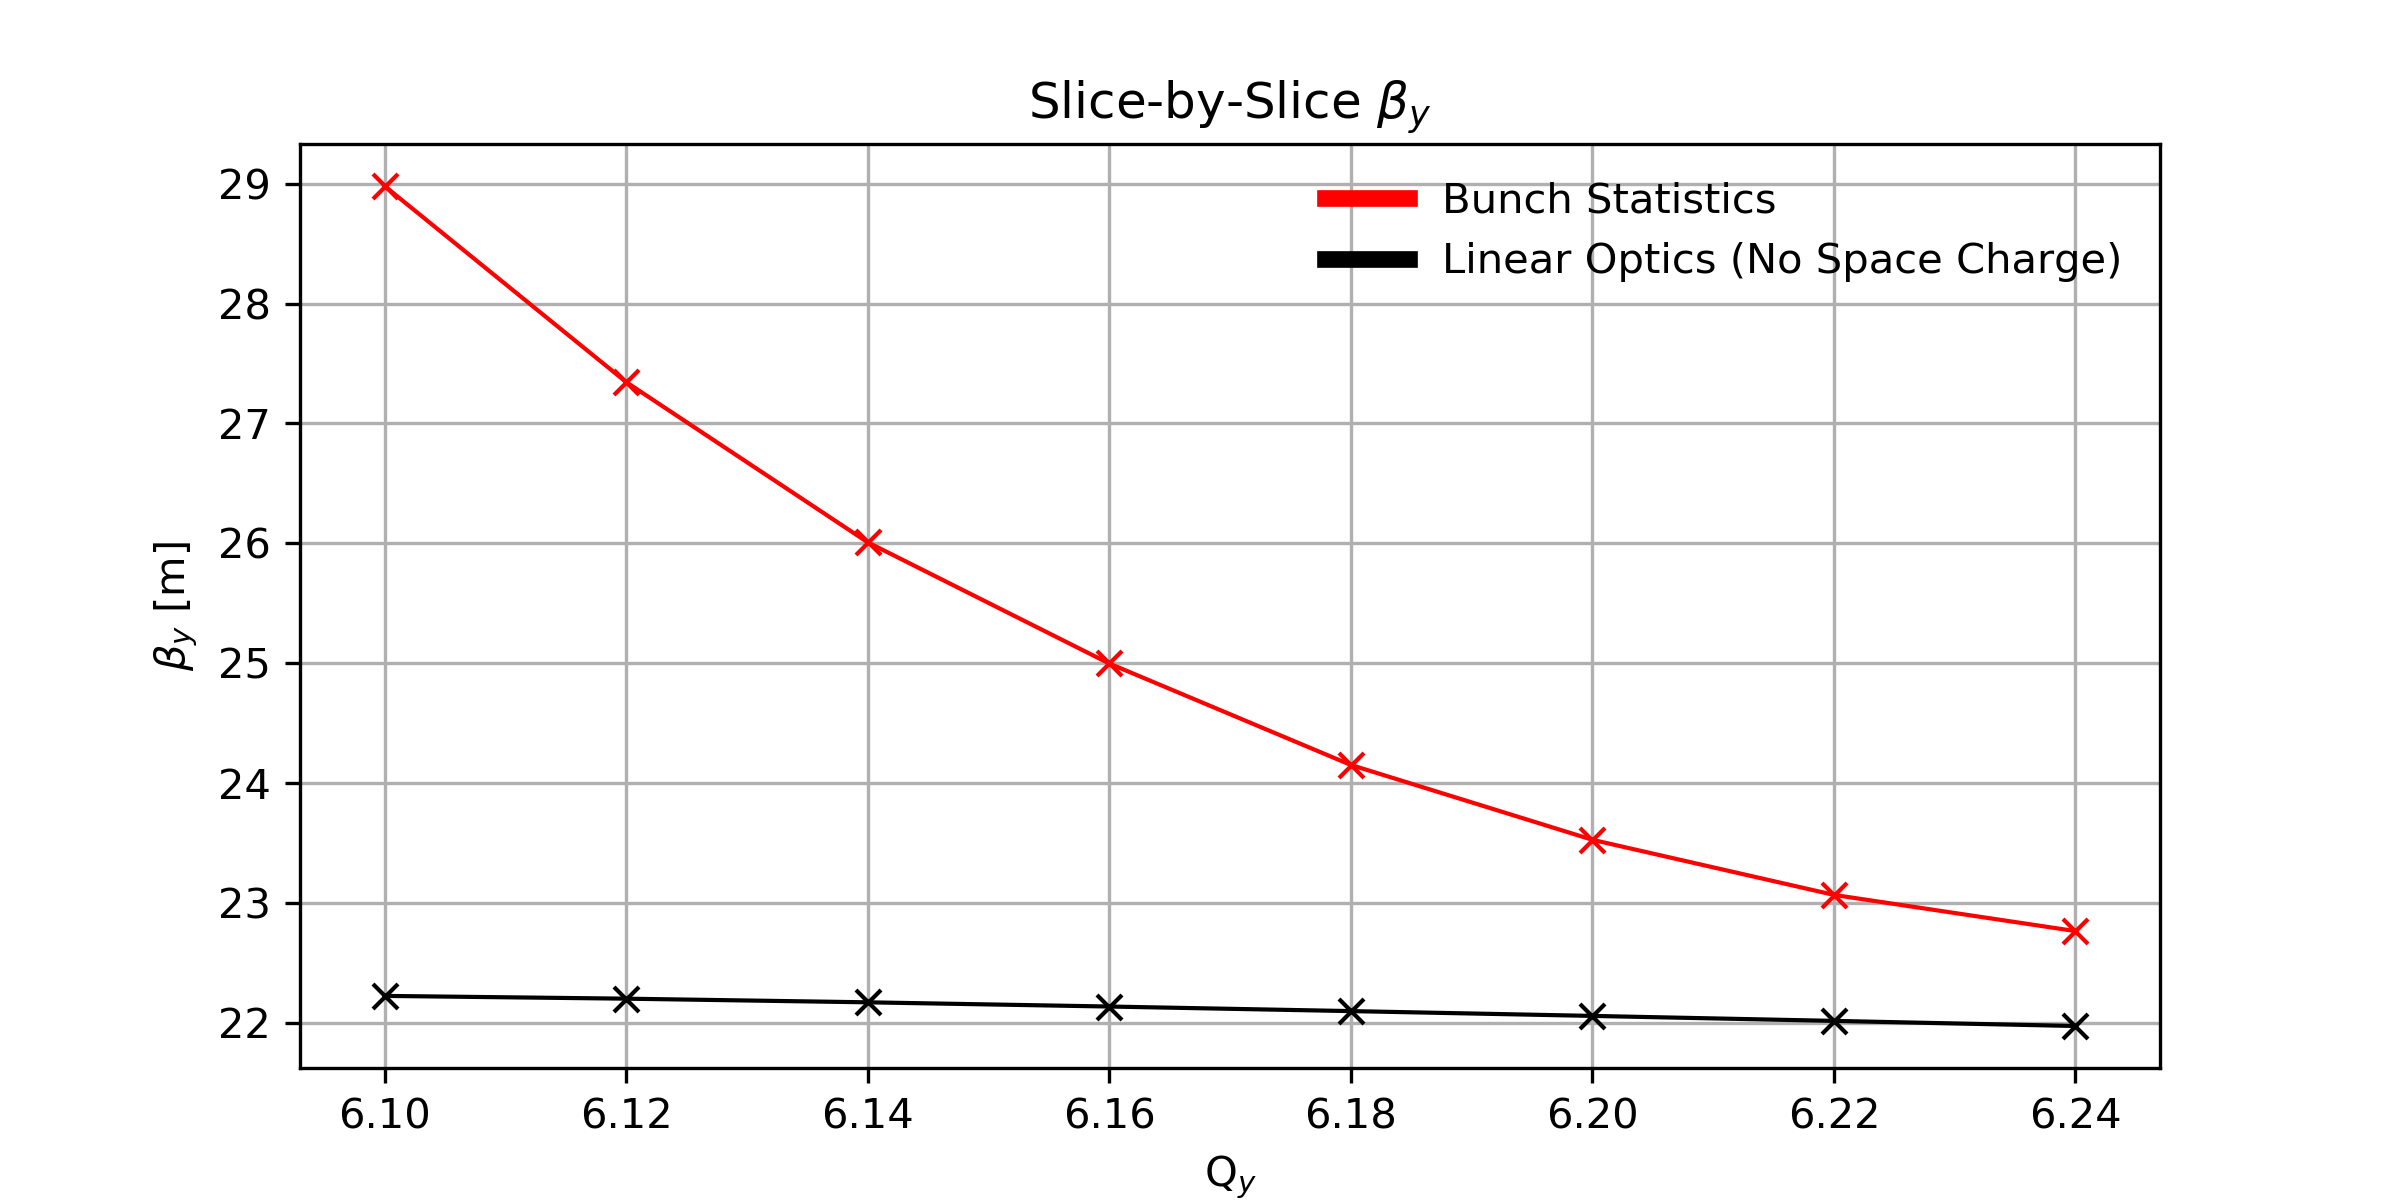 Slice-by-Slice βy
Bunch Statistics
Linear Optics (No Space Charge)
29
28
27
26
25
24
23
22
βy [m]
6.10 6.12 6.14 6.16 6.18 6.20 6.22 6.24
Qy